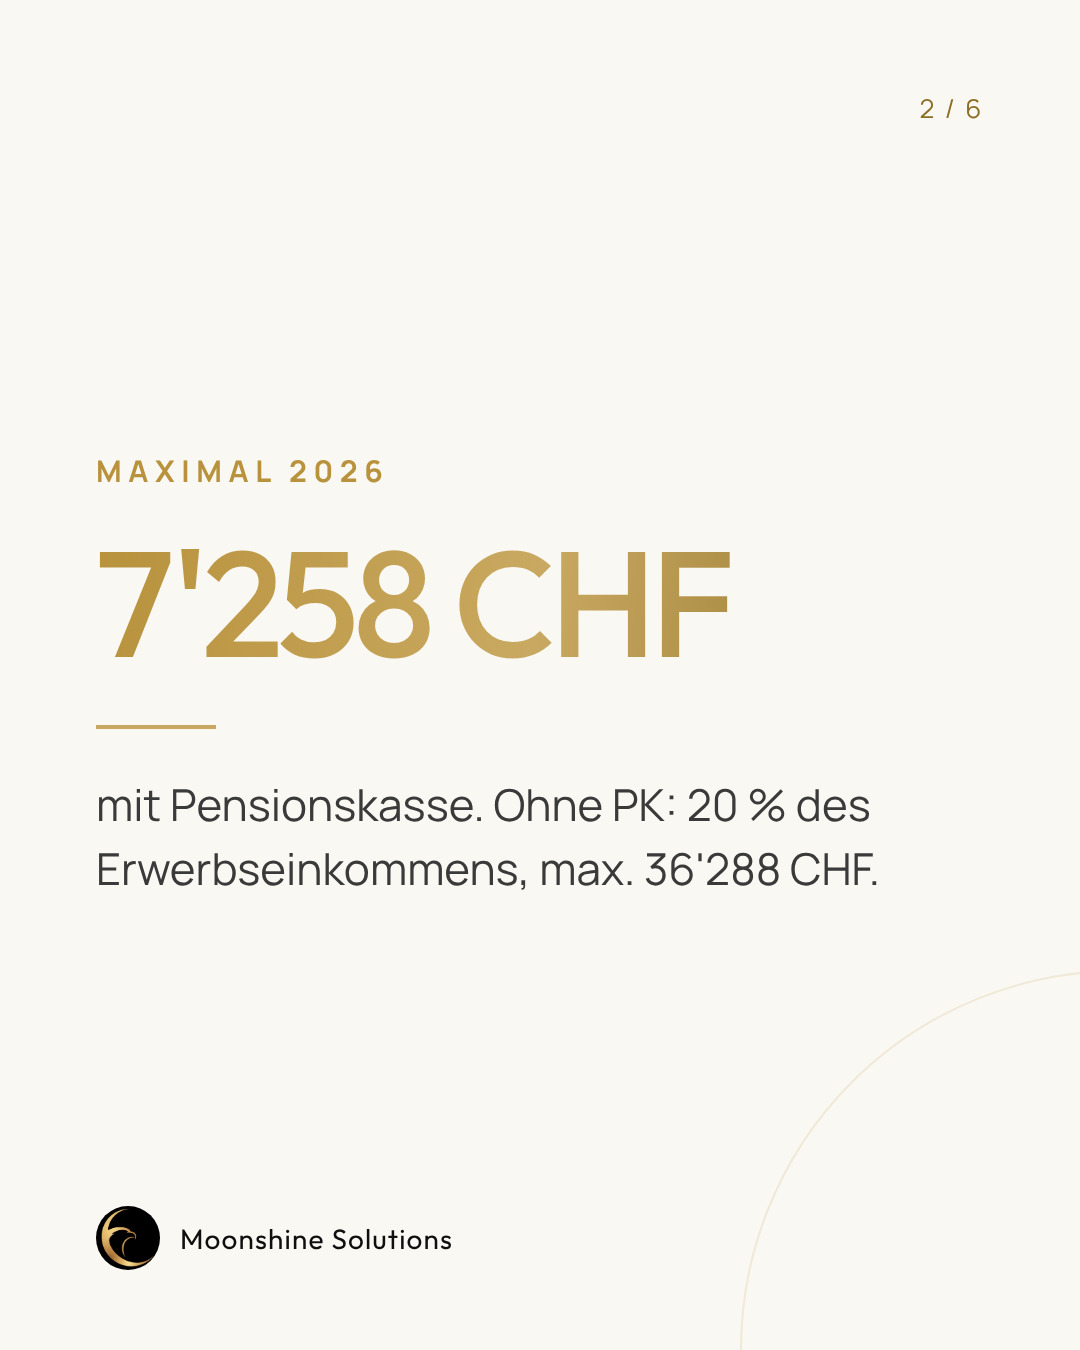 2 / 6
MAXIMAL 2026
7'258 CHF
mit Pensionskasse. Ohne PK: 20 % des
Erwerbseinkommens, max. 36'288 CHF.
Moonshine Solutions